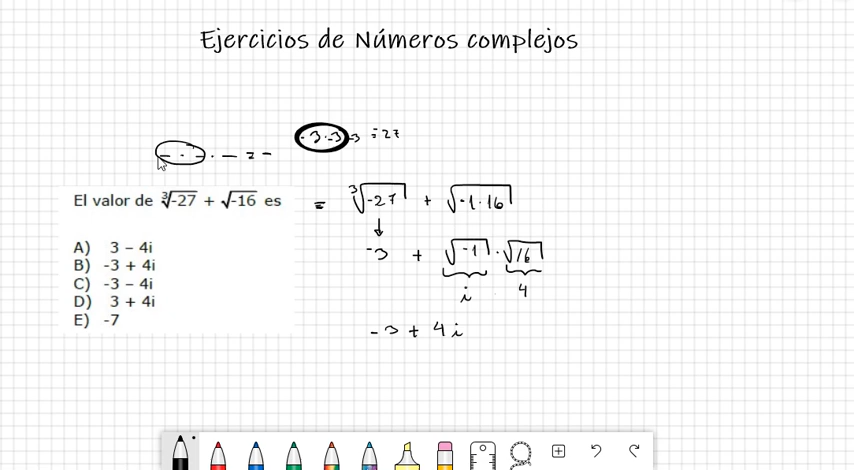 Ejercicios de Números complejos
-3·-3·-3 = 27
- · - · - = -
El valor de ∛-27 + √-16 es
= ∛-27 + √-1·16
A) 3 – 4i
B) -3 + 4i
C) -3 – 4i
D) 3 + 4i
E) -7
↓
-3 + √-1 · √16
i 4
-3 + 4i